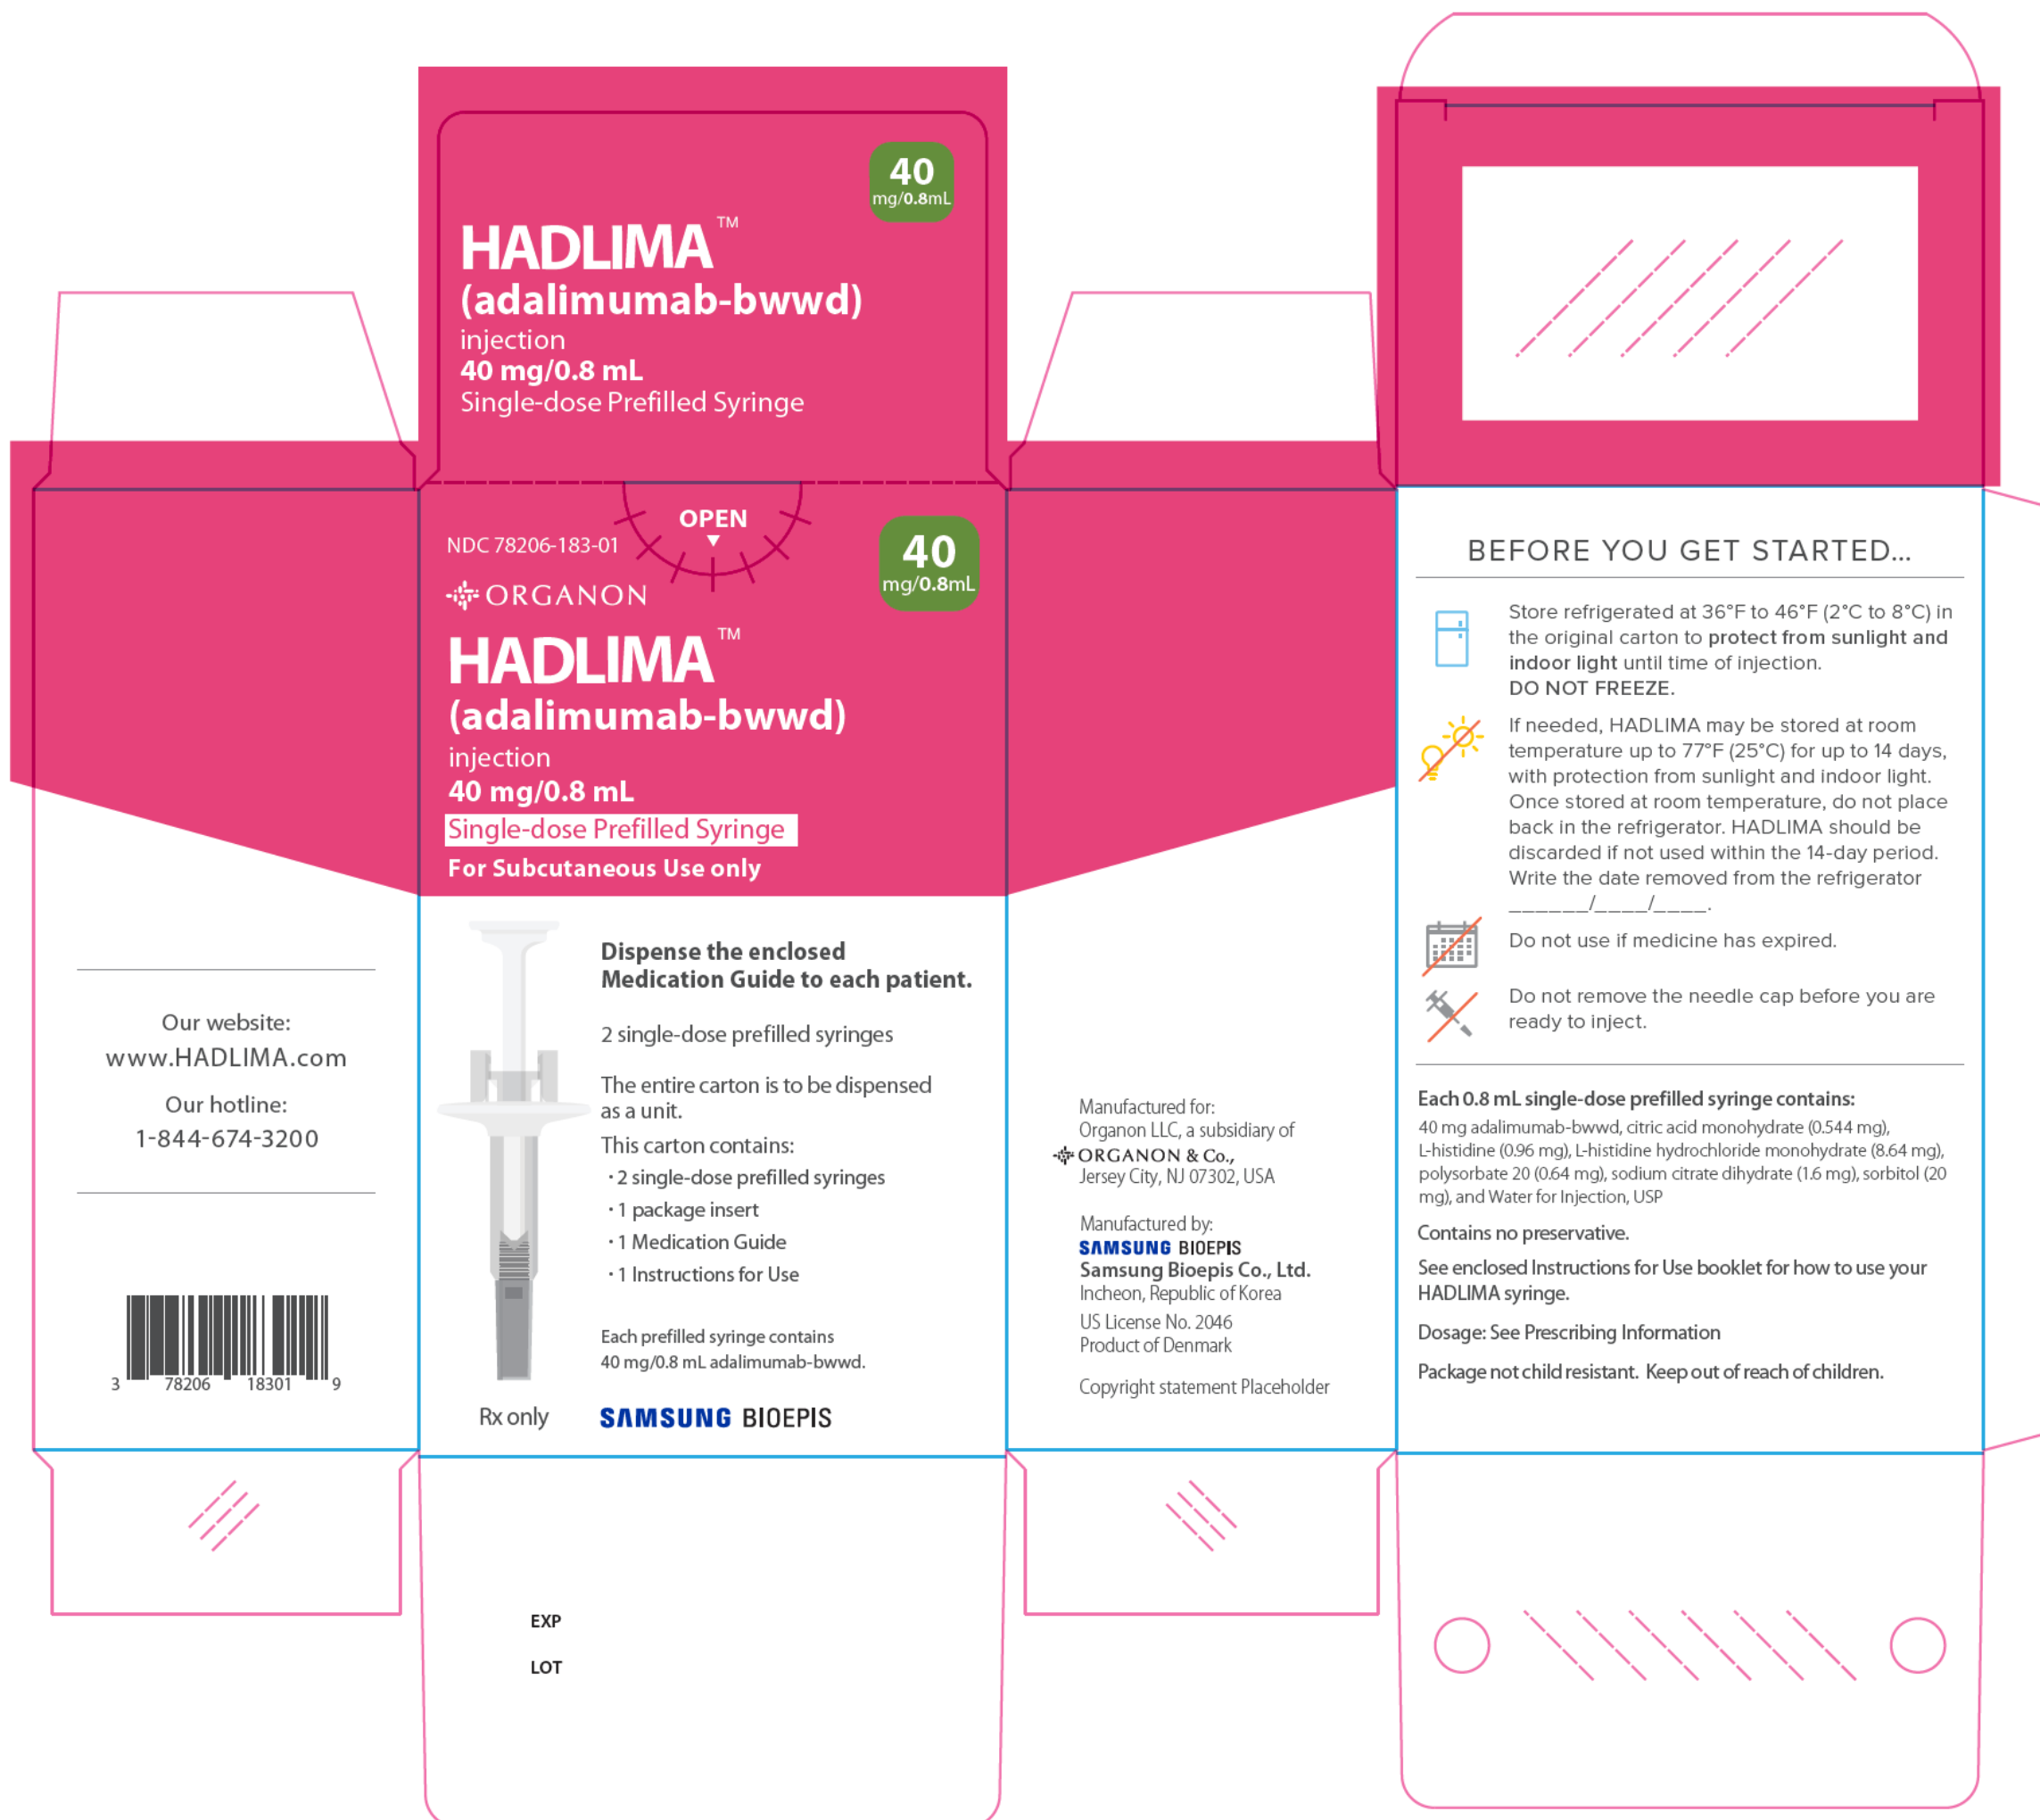 40
mg/0.8mL
HADLIMA™
(adalimumab-bwwd)
injection
40 mg/0.8 mL
Single-dose Prefilled Syringe
OPEN
NDC 78206-183-01
ORGANON
40
mg/0.8mL
HADLIMA™
(adalimumab-bwwd)
injection
40 mg/0.8 mL
Single-dose Prefilled Syringe
For Subcutaneous Use only
Dispense the enclosed
Medication Guide to each patient.
2 single-dose prefilled syringes
The entire carton is to be dispensed
as a unit.
This carton contains:
· 2 single-dose prefilled syringes
· 1 package insert
· 1 Medication Guide
· 1 Instructions for Use
Each prefilled syringe contains
40 mg/0.8 mL adalimumab-bwwd.
Rx only
SAMSUNG BIOEPIS
EXP
LOT
Our website:
www.HADLIMA.com
Our hotline:
1-844-674-3200
3 78206 18301 9
Manufactured for:
Organon LLC, a subsidiary of
ORGANON & Co.,
Jersey City, NJ 07302, USA
Manufactured by:
SAMSUNG BIOEPIS
Samsung Bioepis Co., Ltd.
Incheon, Republic of Korea
US License No. 2046
Product of Denmark
Copyright statement Placeholder
BEFORE YOU GET STARTED...
Store refrigerated at 36°F to 46°F (2°C to 8°C) in
the original carton to protect from sunlight and
indoor light until time of injection.
DO NOT FREEZE.
If needed, HADLIMA may be stored at room
temperature up to 77°F (25°C) for up to 14 days,
with protection from sunlight and indoor light.
Once stored at room temperature, do not place
back in the refrigerator. HADLIMA should be
discarded if not used within the 14-day period.
Write the date removed from the refrigerator
______/____/____.
Do not use if medicine has expired.
Do not remove the needle cap before you are
ready to inject.
Each 0.8 mL single-dose prefilled syringe contains:
40 mg adalimumab-bwwd, citric acid monohydrate (0.544 mg),
L-histidine (0.96 mg), L-histidine hydrochloride monohydrate (8.64 mg),
polysorbate 20 (0.64 mg), sodium citrate dihydrate (1.6 mg), sorbitol (20
mg), and Water for Injection, USP
Contains no preservative.
See enclosed Instructions for Use booklet for how to use your
HADLIMA syringe.
Dosage: See Prescribing Information
Package not child resistant. Keep out of reach of children.